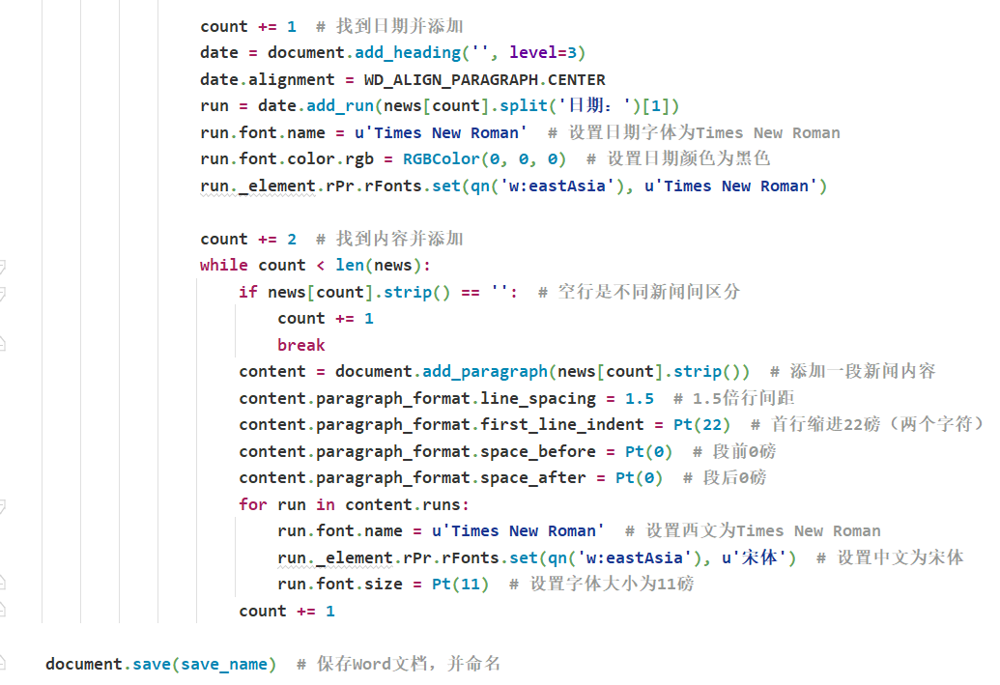 count += 1  # 找到日期并添加
date = document.add_heading('', level=3)
date.alignment = WD_ALIGN_PARAGRAPH.CENTER
run = date.add_run(news[count].split('日期：')[1])
run.font.name = u'Times New Roman'  # 设置日期字体为Times New Roman
run.font.color.rgb = RGBColor(0, 0, 0)  # 设置日期颜色为黑色
run._element.rPr.rFonts.set(qn('w:eastAsia'), u'Times New Roman')
count += 2  # 找到内容并添加
while count < len(news):
if news[count].strip() == '':  # 空行是不同新闻间区分
count += 1
break
content = document.add_paragraph(news[count].strip())  # 添加一段新闻内容
content.paragraph_format.line_spacing = 1.5  # 1.5倍行间距
content.paragraph_format.first_line_indent = Pt(22)  # 首行缩进22磅（两个字符）
content.paragraph_format.space_before = Pt(0)  # 段前0磅
content.paragraph_format.space_after = Pt(0)  # 段后0磅
for run in content.runs:
run.font.name = u'Times New Roman'  # 设置西文为Times New Roman
run._element.rPr.rFonts.set(qn('w:eastAsia'), u'宋体')  # 设置中文为宋体
run.font.size = Pt(11)  # 设置字体大小为11磅
count += 1
document.save(save_name)  # 保存Word文档，并命名